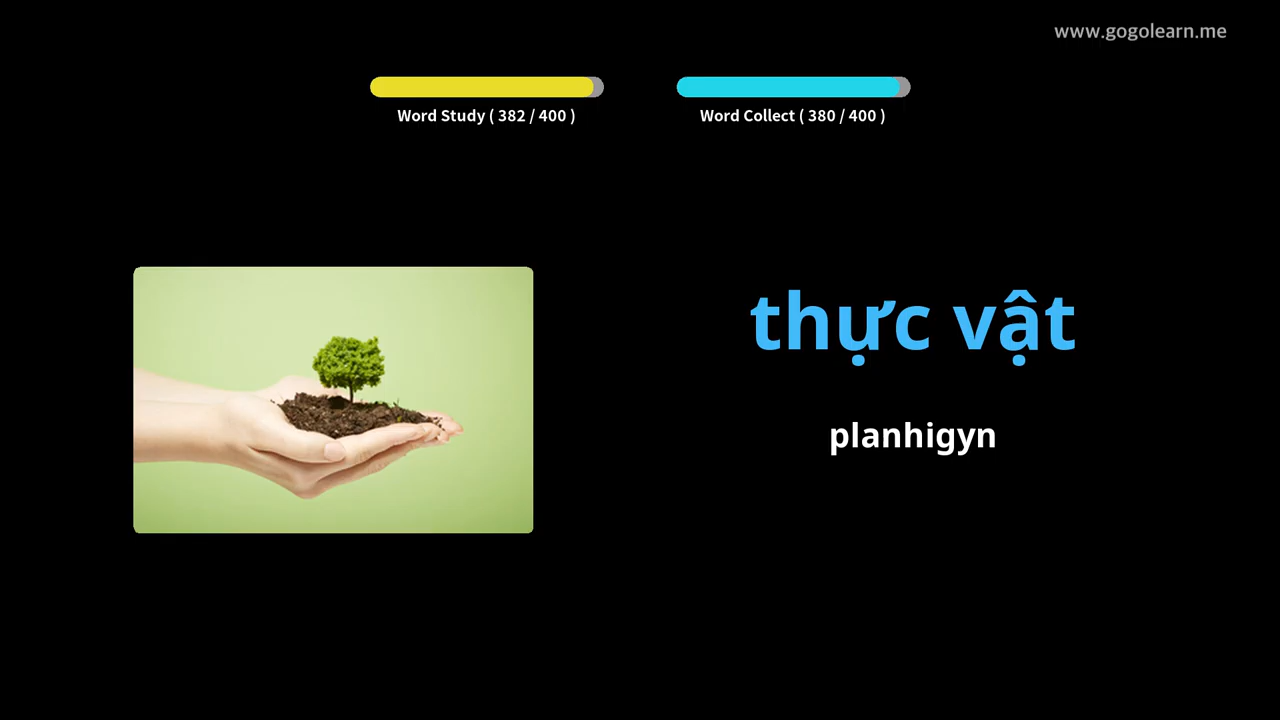 www.gogolearn.me
Word Study ( 382 / 400 )
Word Collect ( 380 / 400 )
thực vật
planhigyn